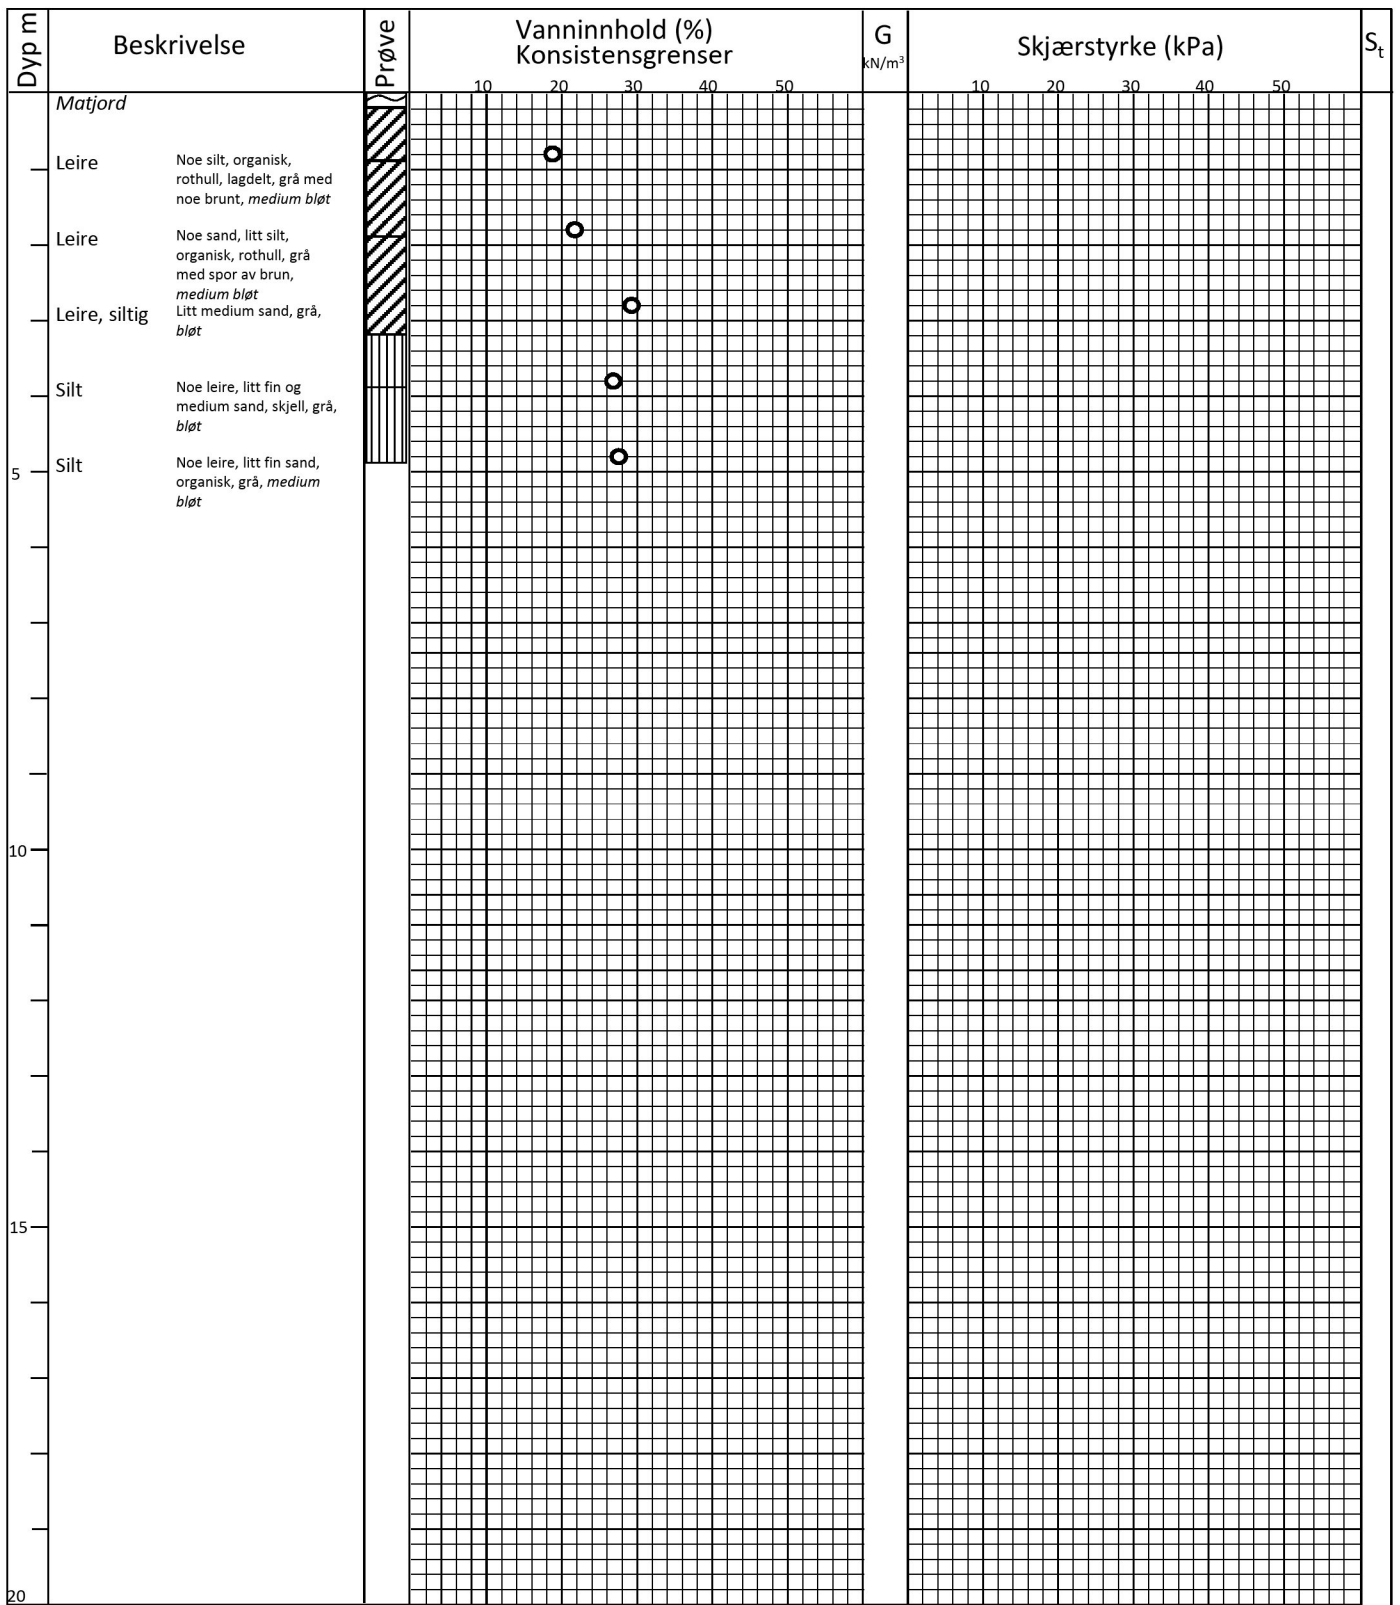 Dyp m
Beskrivelse
Prøve
Vanninnhold (%)
Konsistensgrenser
G
kN/m³
Skjærstyrke (kPa)
Sₜ
10 20 30 40 50
10 20 30 40 50
Matjord
Leire
Noe silt, organisk,
rothull, lagdelt, grå med
noe brunt, medium bløt
Leire
Noe sand, litt silt,
organisk, rothull, grå
med spor av brun,
medium bløt
Leire, siltig
Litt medium sand, grå,
bløt
Silt
Noe leire, litt fin og
medium sand, skjell, grå,
bløt
Silt
Noe leire, litt fin sand,
organisk, grå, medium
bløt
5
10
15
20